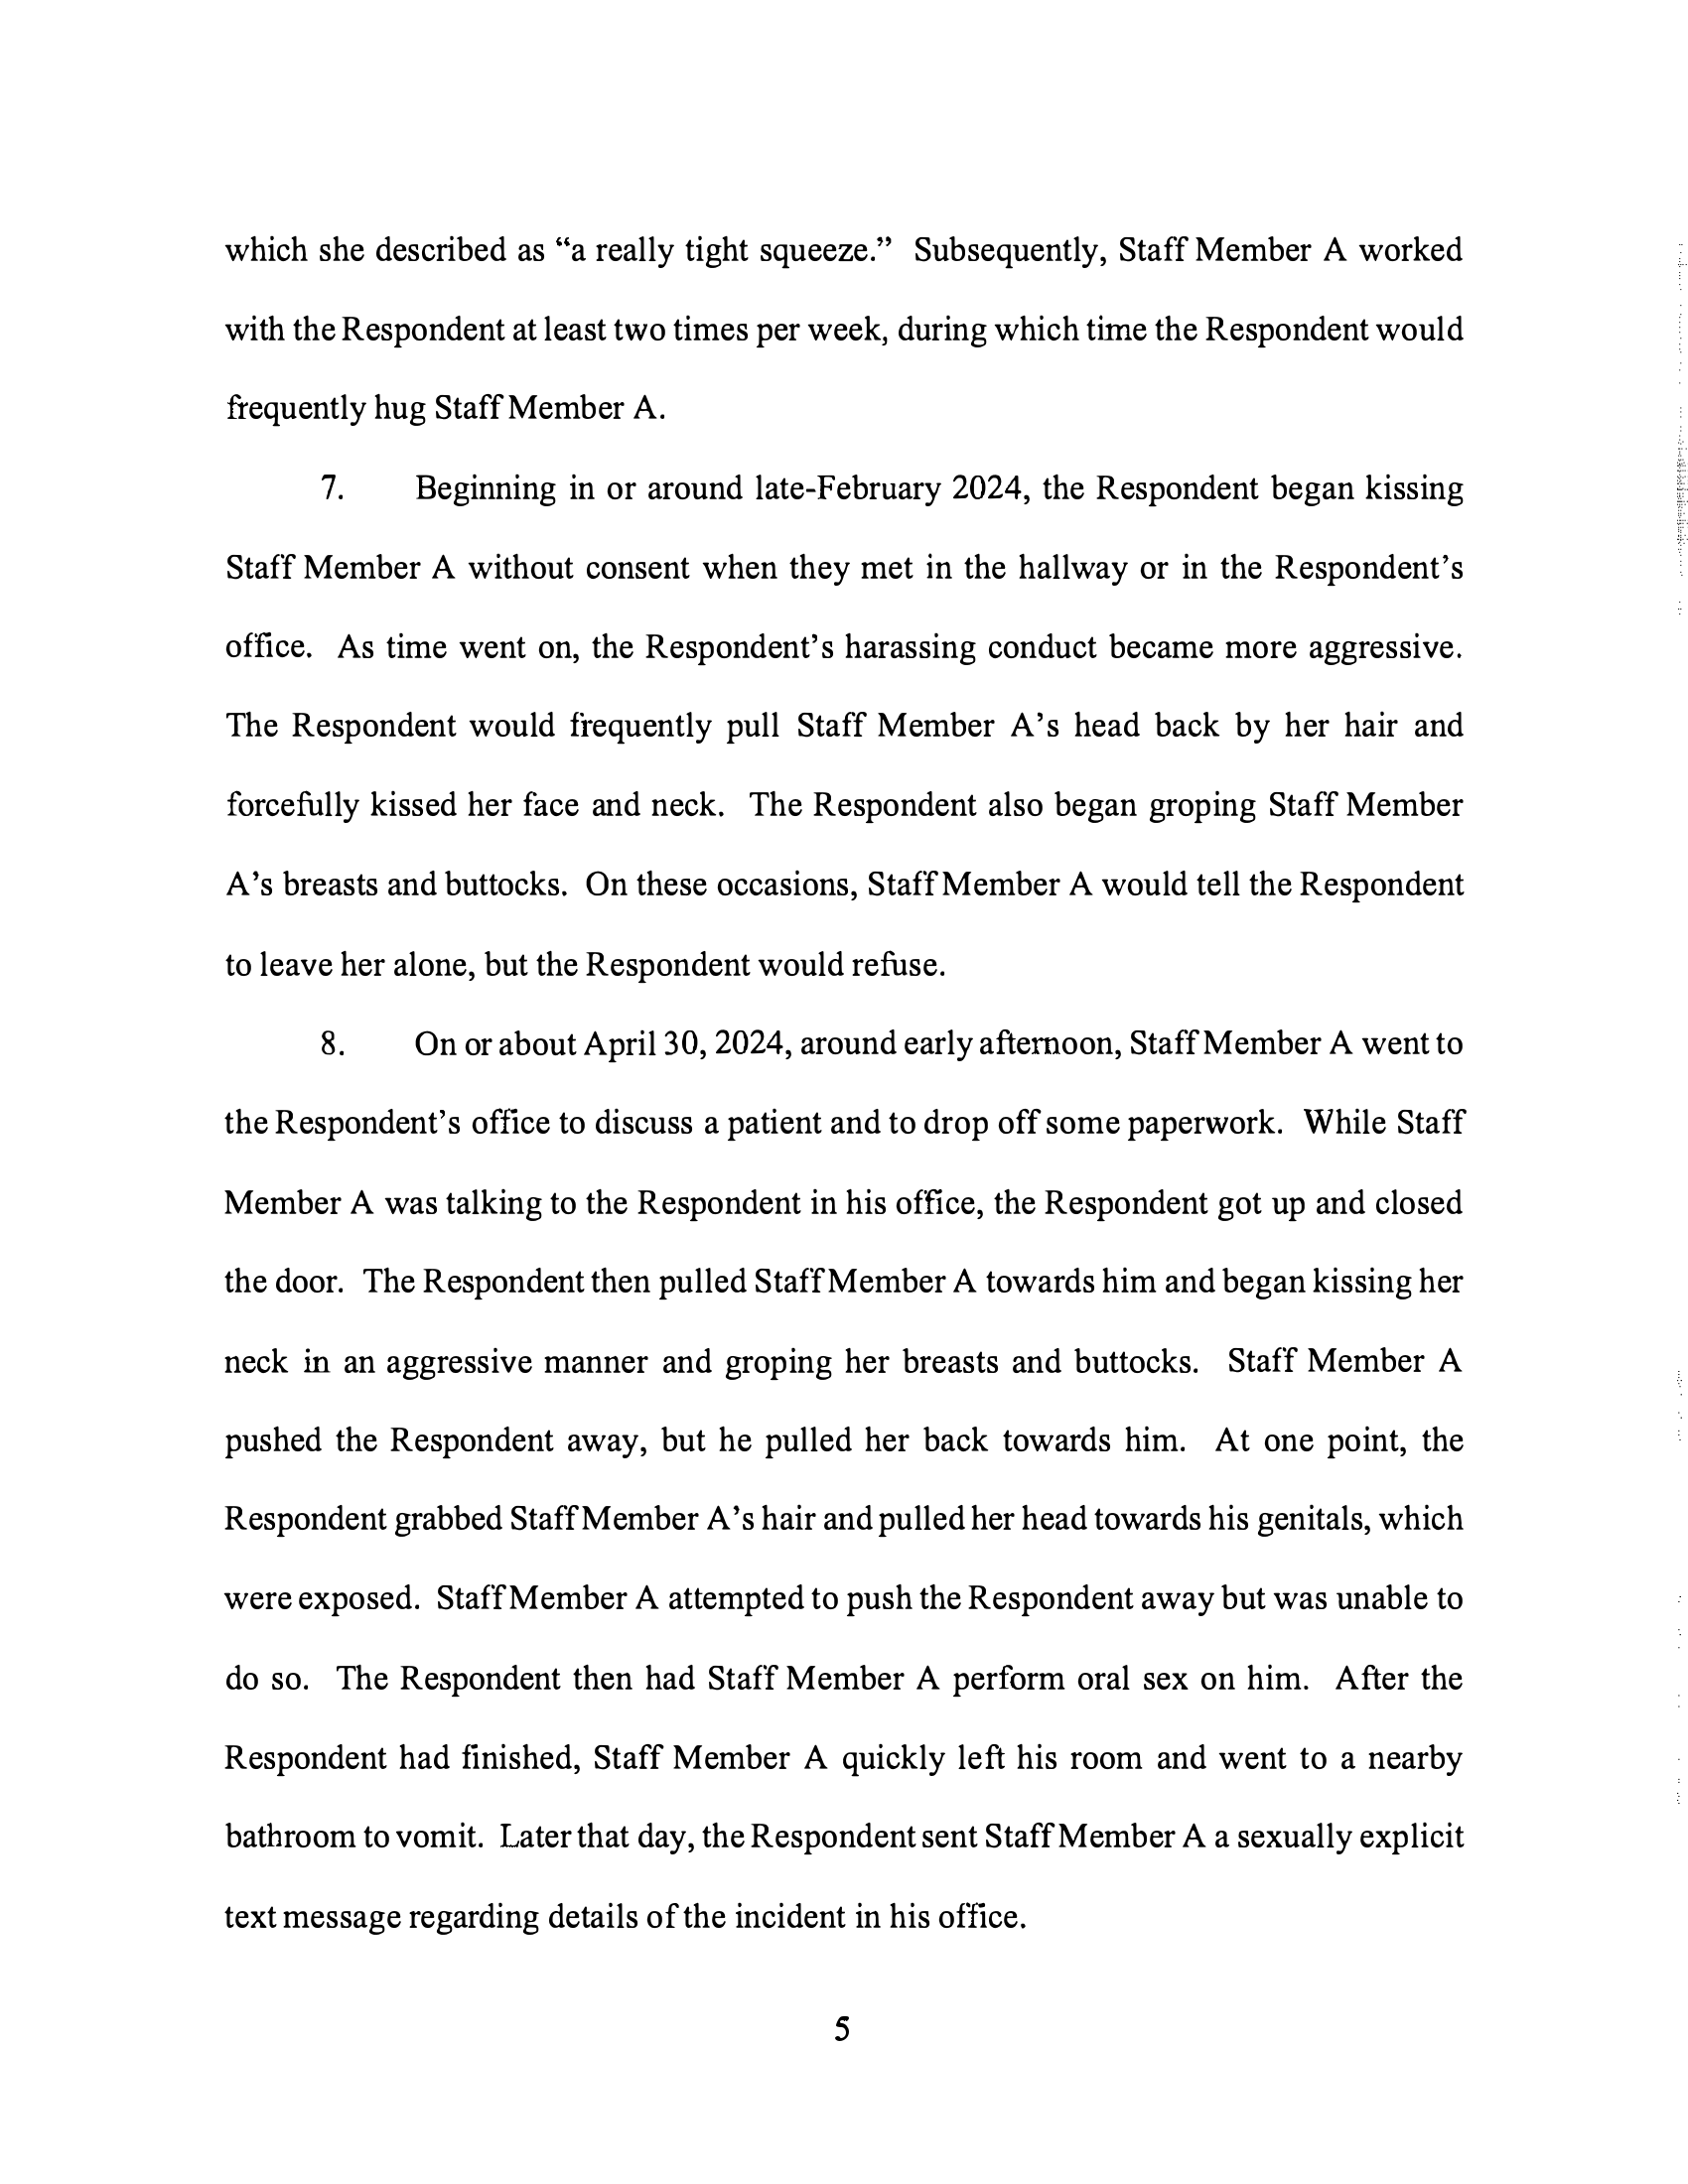 which she described as “a really tight squeeze.” Subsequently, Staff Member A worked
with the Respondent at least two times per week, during which time the Respondent would
frequently hug Staff Member A.
7. Beginning in or around late-February 2024, the Respondent began kissing
Staff Member A without consent when they met in the hallway or in the Respondent’s
office. As time went on, the Respondent’s harassing conduct became more aggressive.
The Respondent would frequently pull Staff Member A’s head back by her hair and
forcefully kissed her face and neck. The Respondent also began groping Staff Member
A’s breasts and buttocks. On these occasions, Staff Member A would tell the Respondent
to leave her alone, but the Respondent would refuse.
8. On or about April 30, 2024, around early afternoon, Staff Member A went to
the Respondent’s office to discuss a patient and to drop off some paperwork. While Staff
Member A was talking to the Respondent in his office, the Respondent got up and closed
the door. The Respondent then pulled Staff Member A towards him and began kissing her
neck in an aggressive manner and groping her breasts and buttocks. Staff Member A
pushed the Respondent away, but he pulled her back towards him. At one point, the
Respondent grabbed Staff Member A’s hair and pulled her head towards his genitals, which
were exposed. Staff Member A attempted to push the Respondent away but was unable to
do so. The Respondent then had Staff Member A perform oral sex on him. After the
Respondent had finished, Staff Member A quickly left his room and went to a nearby
bathroom to vomit. Later that day, the Respondent sent Staff Member A a sexually explicit
text message regarding details of the incident in his office.
5